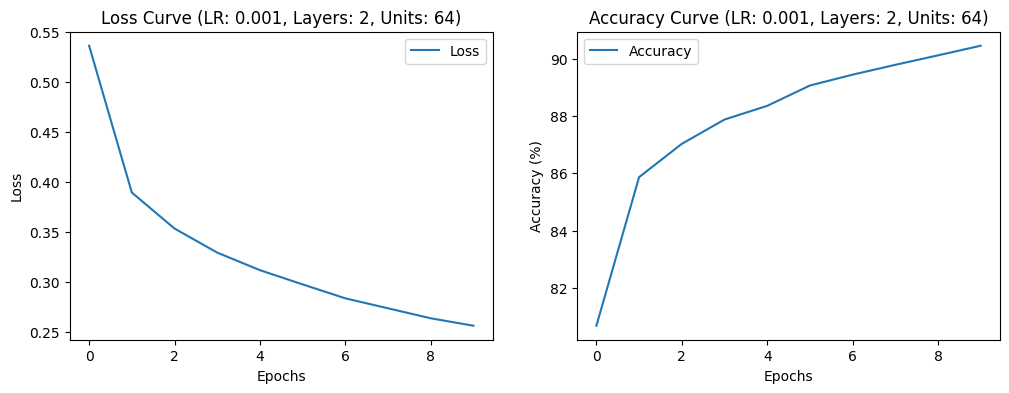 Loss Curve (LR: 0.001, Layers: 2, Units: 64)
0.55
0.50
0.45
0.40
0.35
0.30
0.25
Loss
Loss
0 2 4 6 8
Epochs
Accuracy Curve (LR: 0.001, Layers: 2, Units: 64)
90
88
86
84
82
Accuracy (%)
Accuracy
0 2 4 6 8
Epochs